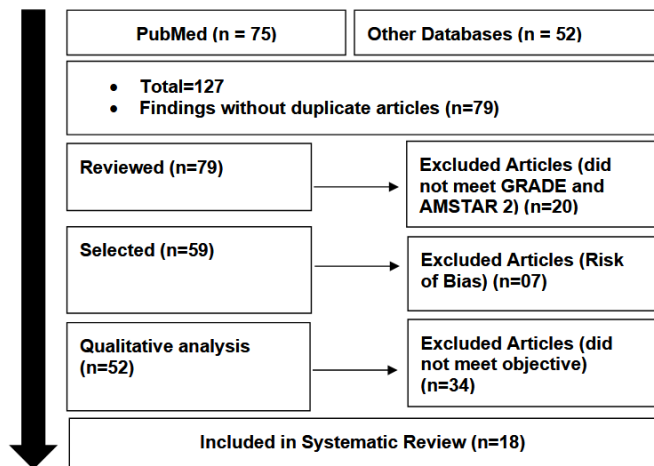 PubMed (n = 75)
Other Databases (n = 52)
• Total=127
• Findings without duplicate articles (n=79)
Reviewed (n=79)
Excluded Articles (did
not meet GRADE and
AMSTAR 2) (n=20)
Selected (n=59)
Excluded Articles (Risk
of Bias) (n=07)
Qualitative analysis
(n=52)
Excluded Articles (did
not meet objective)
(n=34)
Included in Systematic Review (n=18)